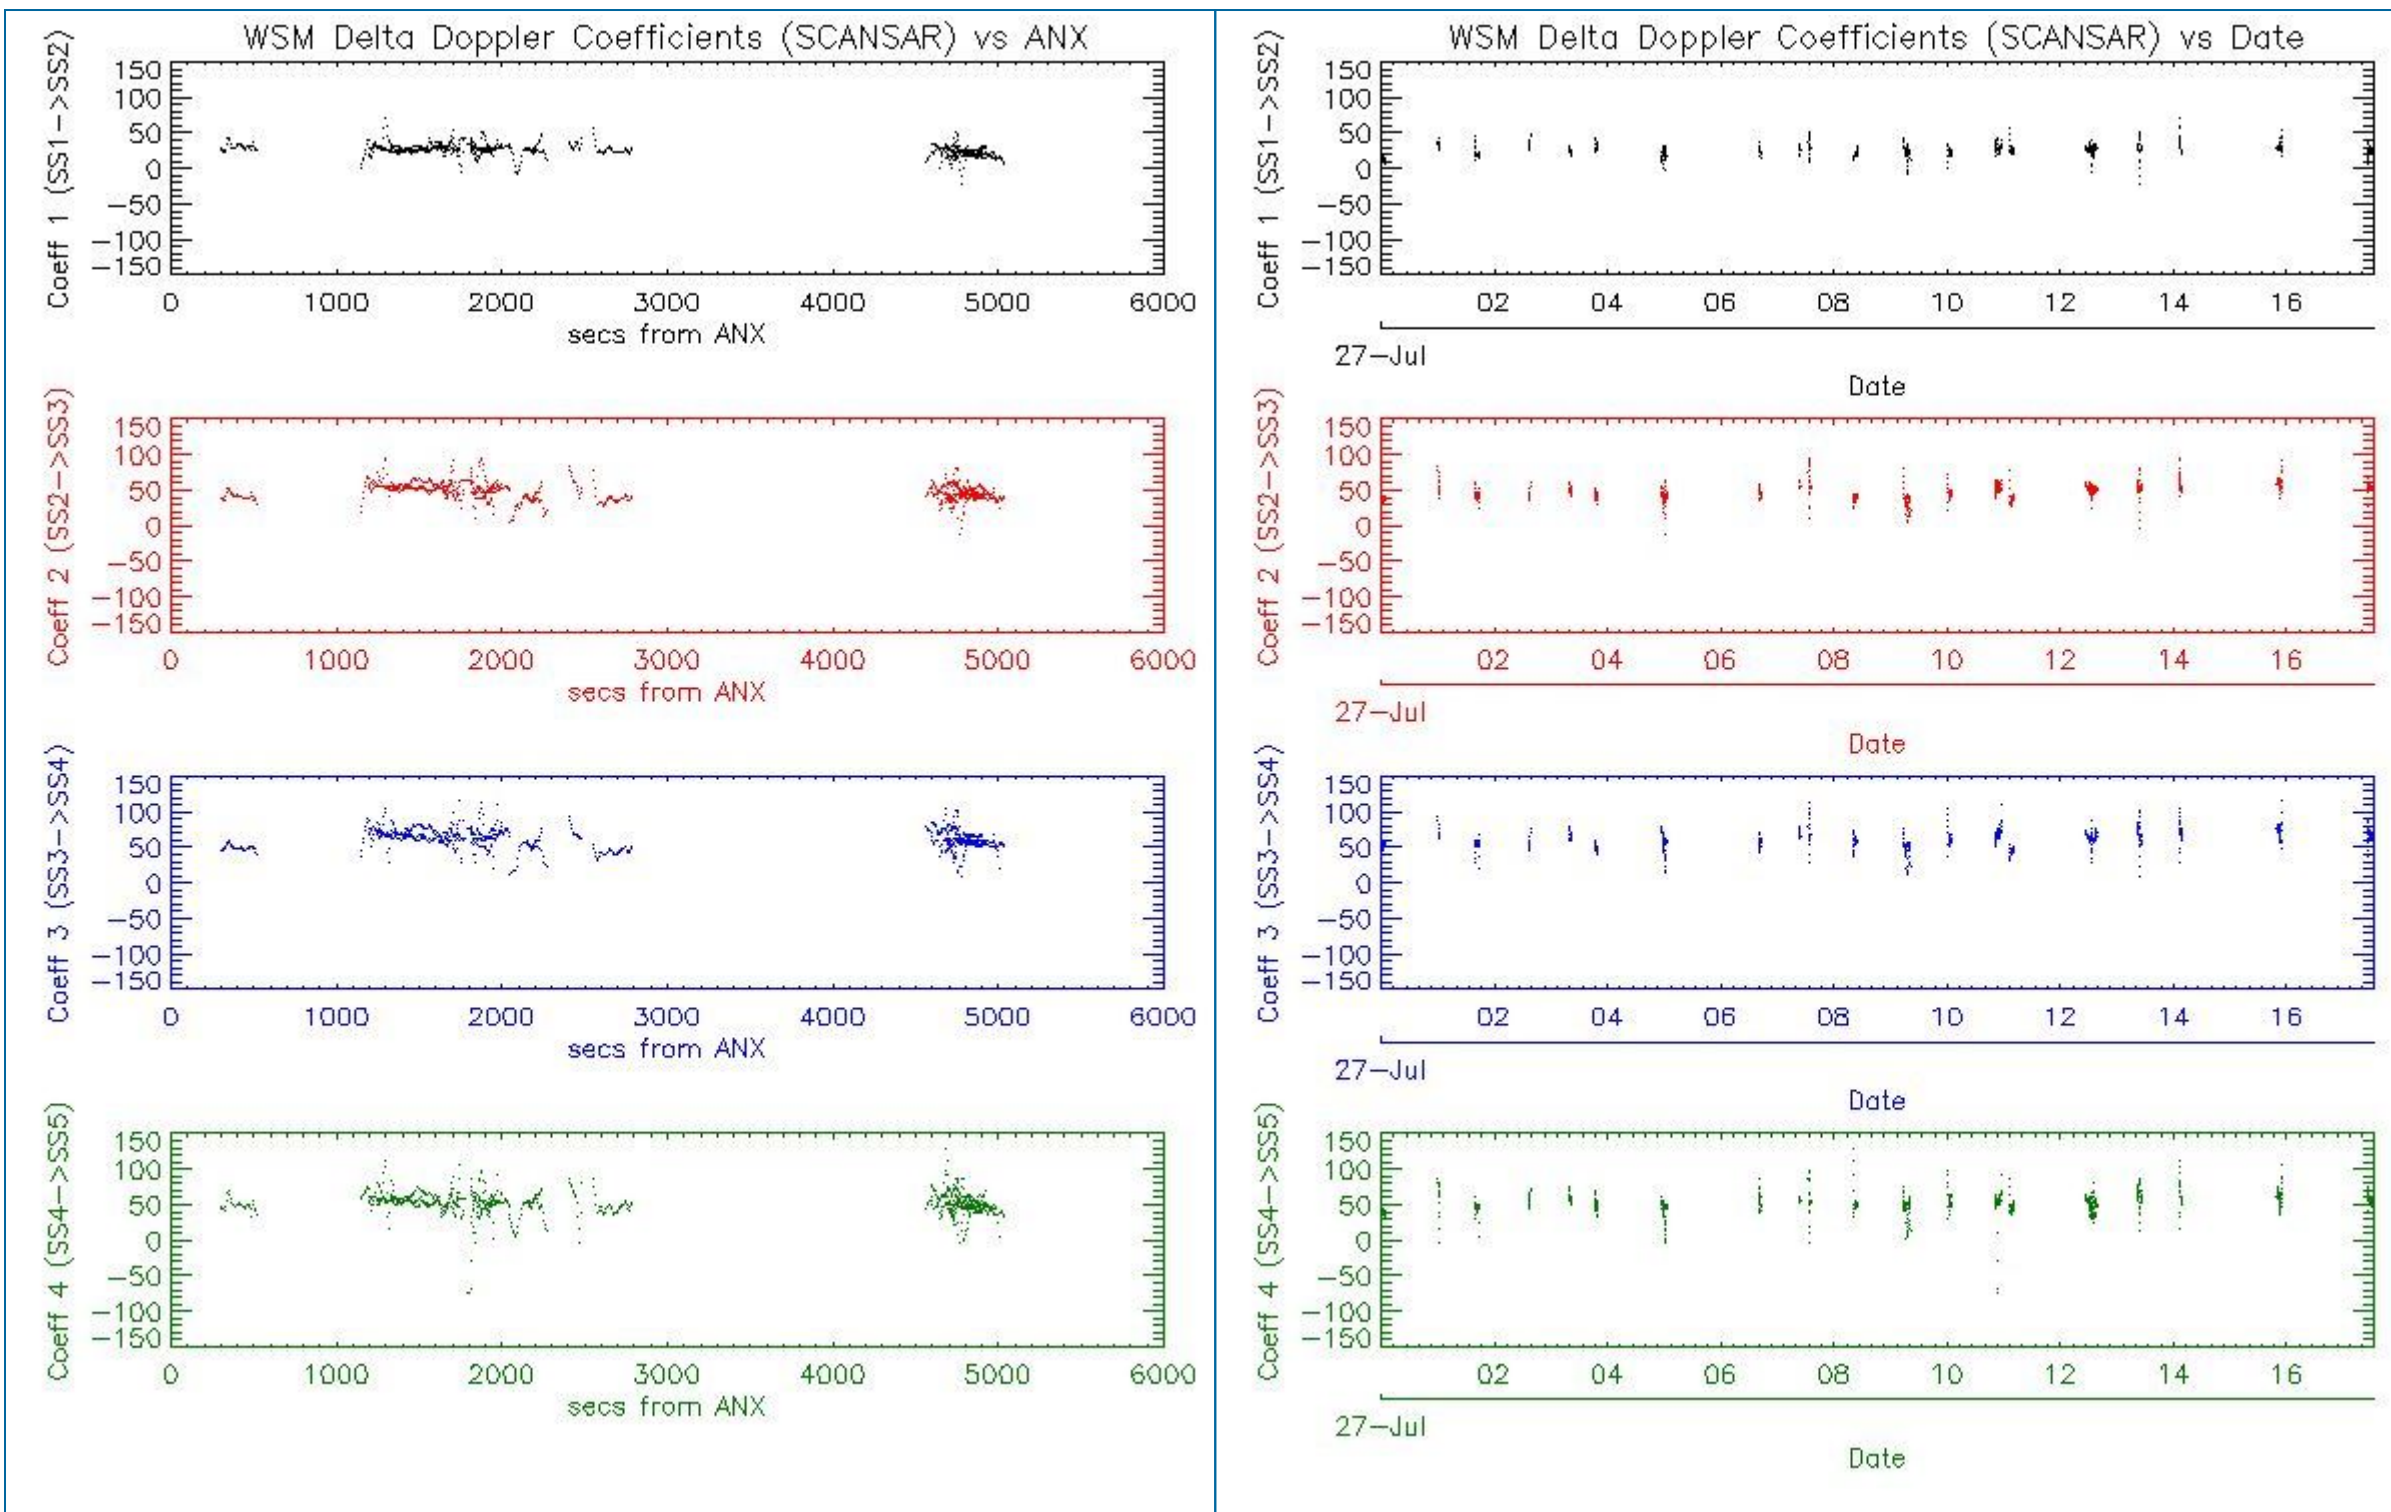 WSM Delta Doppler Coefficients (SCANSAR) vs ANX
Coeff 1 (SS1->SS2)
150
100
50
0
-50
-100
-150
0 1000 2000 3000 4000 5000 6000
secs from ANX
Coeff 2 (SS2->SS3)
150
100
50
0
-50
-100
-150
0 1000 2000 3000 4000 5000 6000
secs from ANX
Coeff 3 (SS3->SS4)
150
100
50
0
-50
-100
-150
0 1000 2000 3000 4000 5000 6000
secs from ANX
Coeff 4 (SS4->SS5)
150
100
50
0
-50
-100
-150
0 1000 2000 3000 4000 5000 6000
secs from ANX
WSM Delta Doppler Coefficients (SCANSAR) vs Date
Coeff 1 (SS1->SS2)
150
100
50
0
-50
-100
-150
02 04 06 08 10 12 14 16
27-Jul
Date
Coeff 2 (SS2->SS3)
150
100
50
0
-50
-100
-150
02 04 06 08 10 12 14 16
27-Jul
Date
Coeff 3 (SS3->SS4)
150
100
50
0
-50
-100
-150
02 04 06 08 10 12 14 16
27-Jul
Date
Coeff 4 (SS4->SS5)
150
100
50
0
-50
-100
-150
02 04 06 08 10 12 14 16
27-Jul
Date